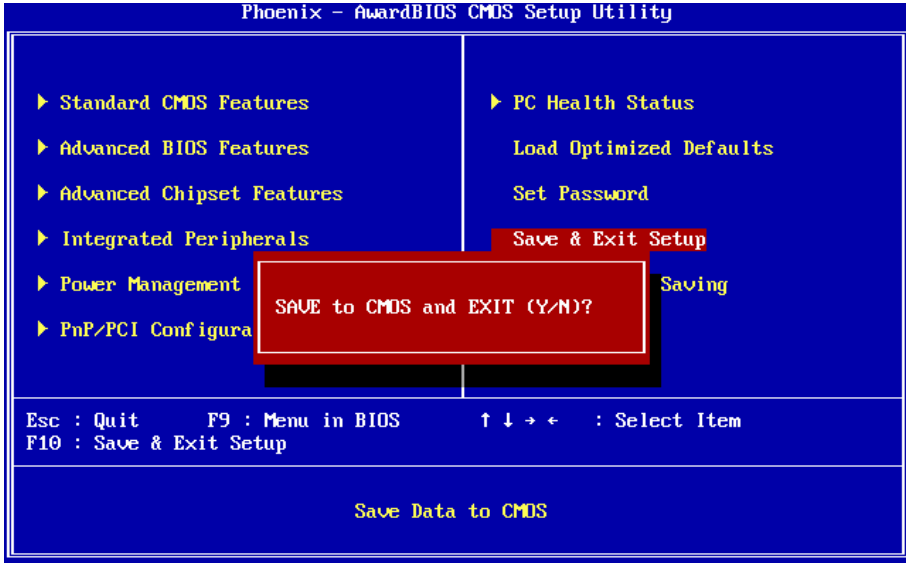 Phoenix - AwardBIOS CMOS Setup Utility
Standard CMOS Features
Advanced BIOS Features
Advanced Chipset Features
Integrated Peripherals
Power Management
PnP/PCI Configura
PC Health Status
Load Optimized Defaults
Set Password
Save & Exit Setup
Saving
SAVE to CMOS and EXIT (Y/N)?
Esc : Quit F9 : Menu in BIOS ↑ ↓ → ← : Select Item
F10 : Save & Exit Setup
Save Data to CMOS